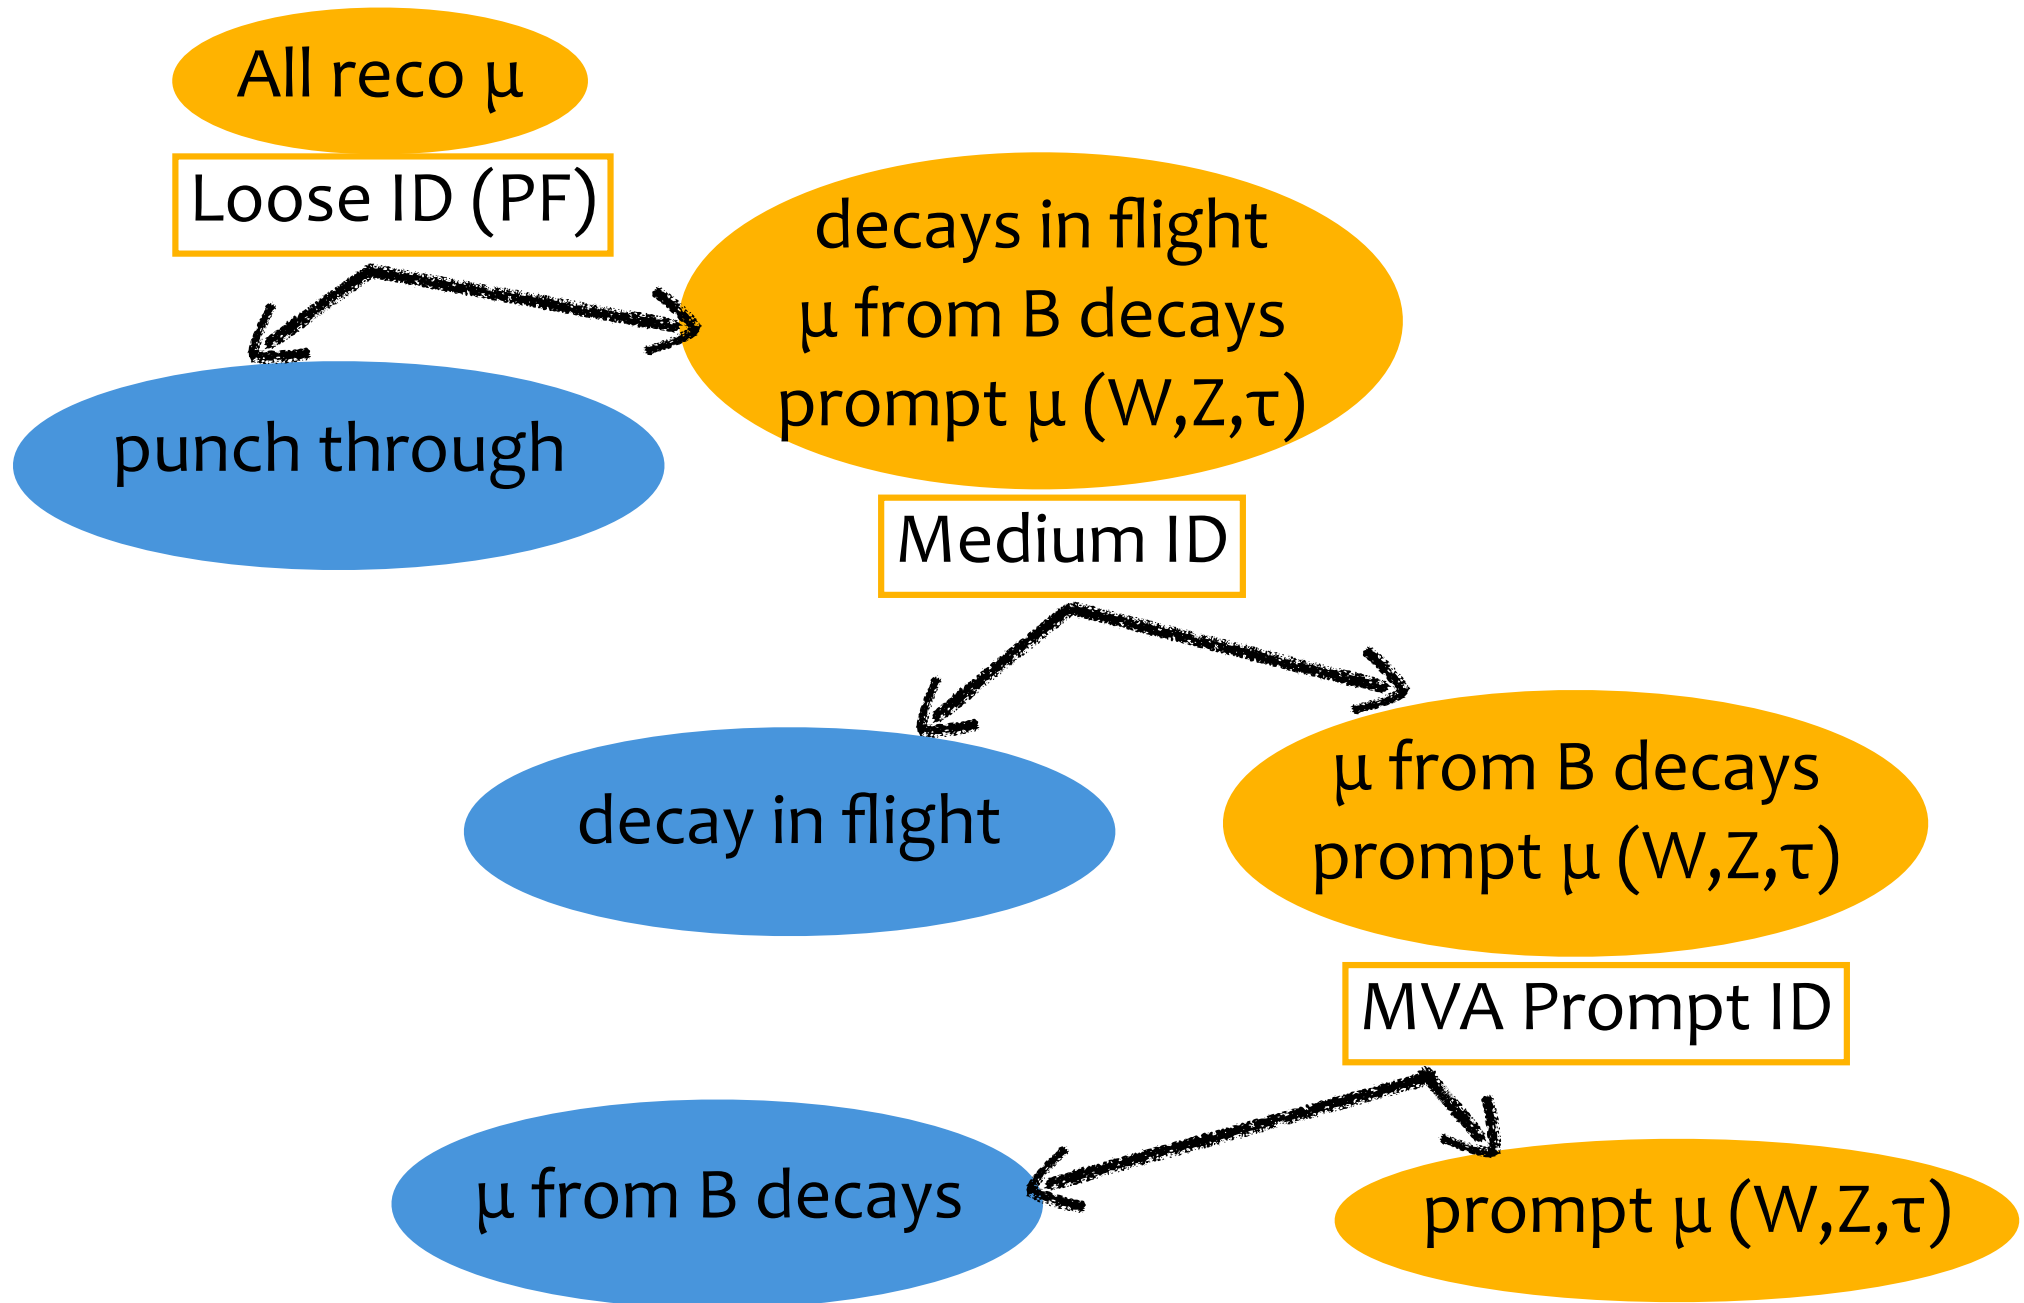 All reco μ
Loose ID (PF)
decays in flight
μ from B decays
prompt μ (W,Z,τ)
punch through
Medium ID
decay in flight
μ from B decays
prompt μ (W,Z,τ)
MVA Prompt ID
μ from B decays
prompt μ (W,Z,τ)